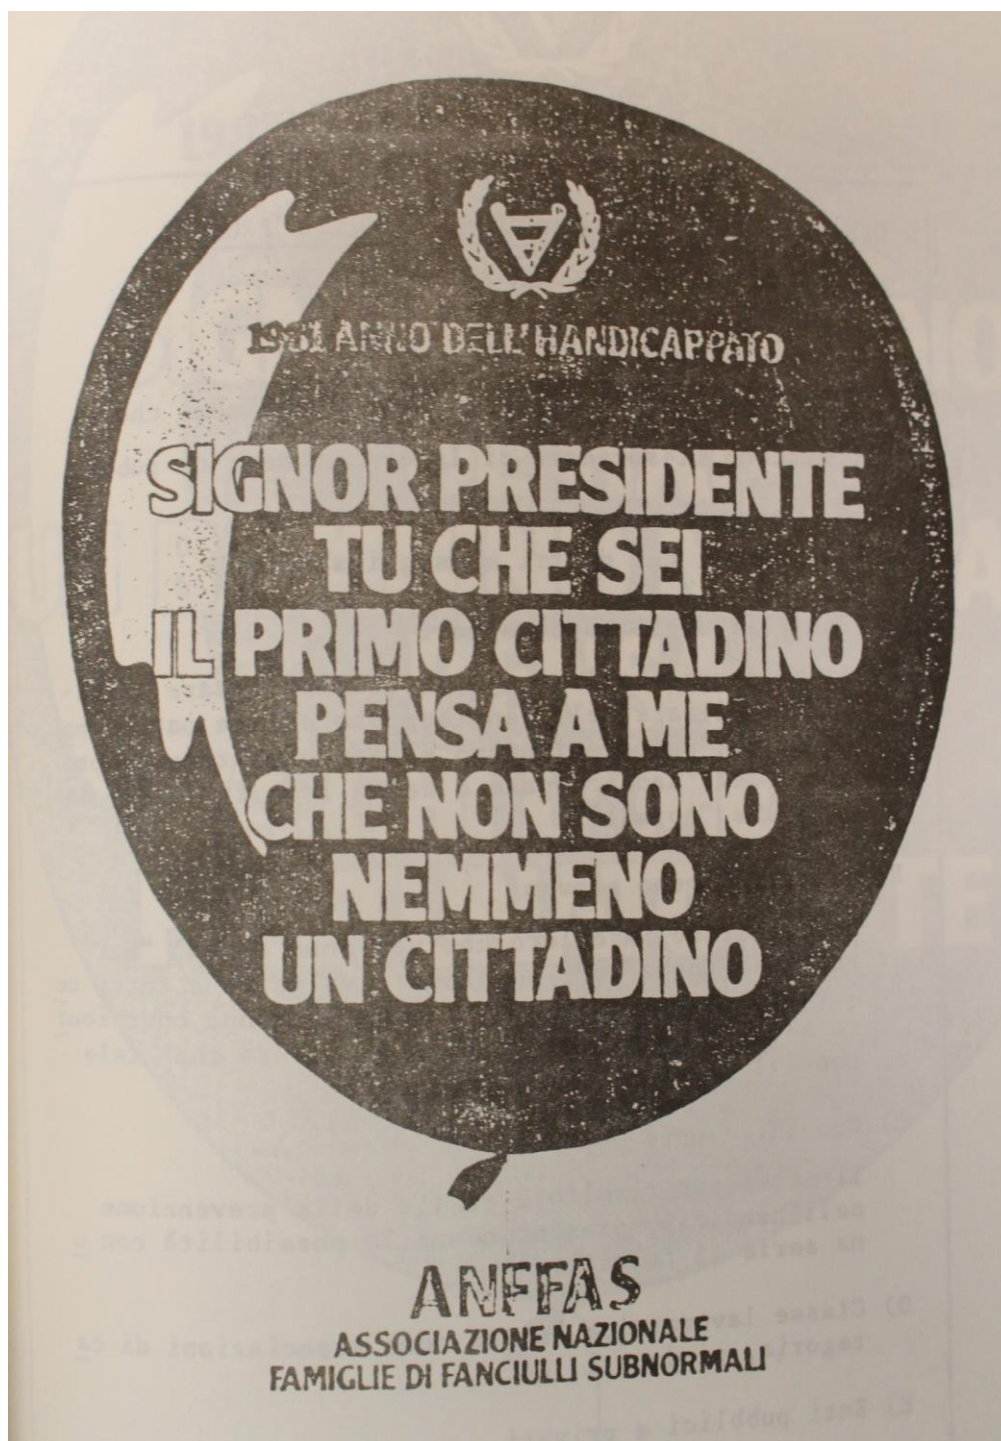 1981 ANNO DELL'HANDICAPPATO
SIGNOR PRESIDENTE
TU CHE SEI
IL PRIMO CITTADINO
PENSA A ME
CHE NON SONO
NEMMENO
UN CITTADINO
ANFFAS
ASSOCIAZIONE NAZIONALE
FAMIGLIE DI FANCIULLI SUBNORMALI